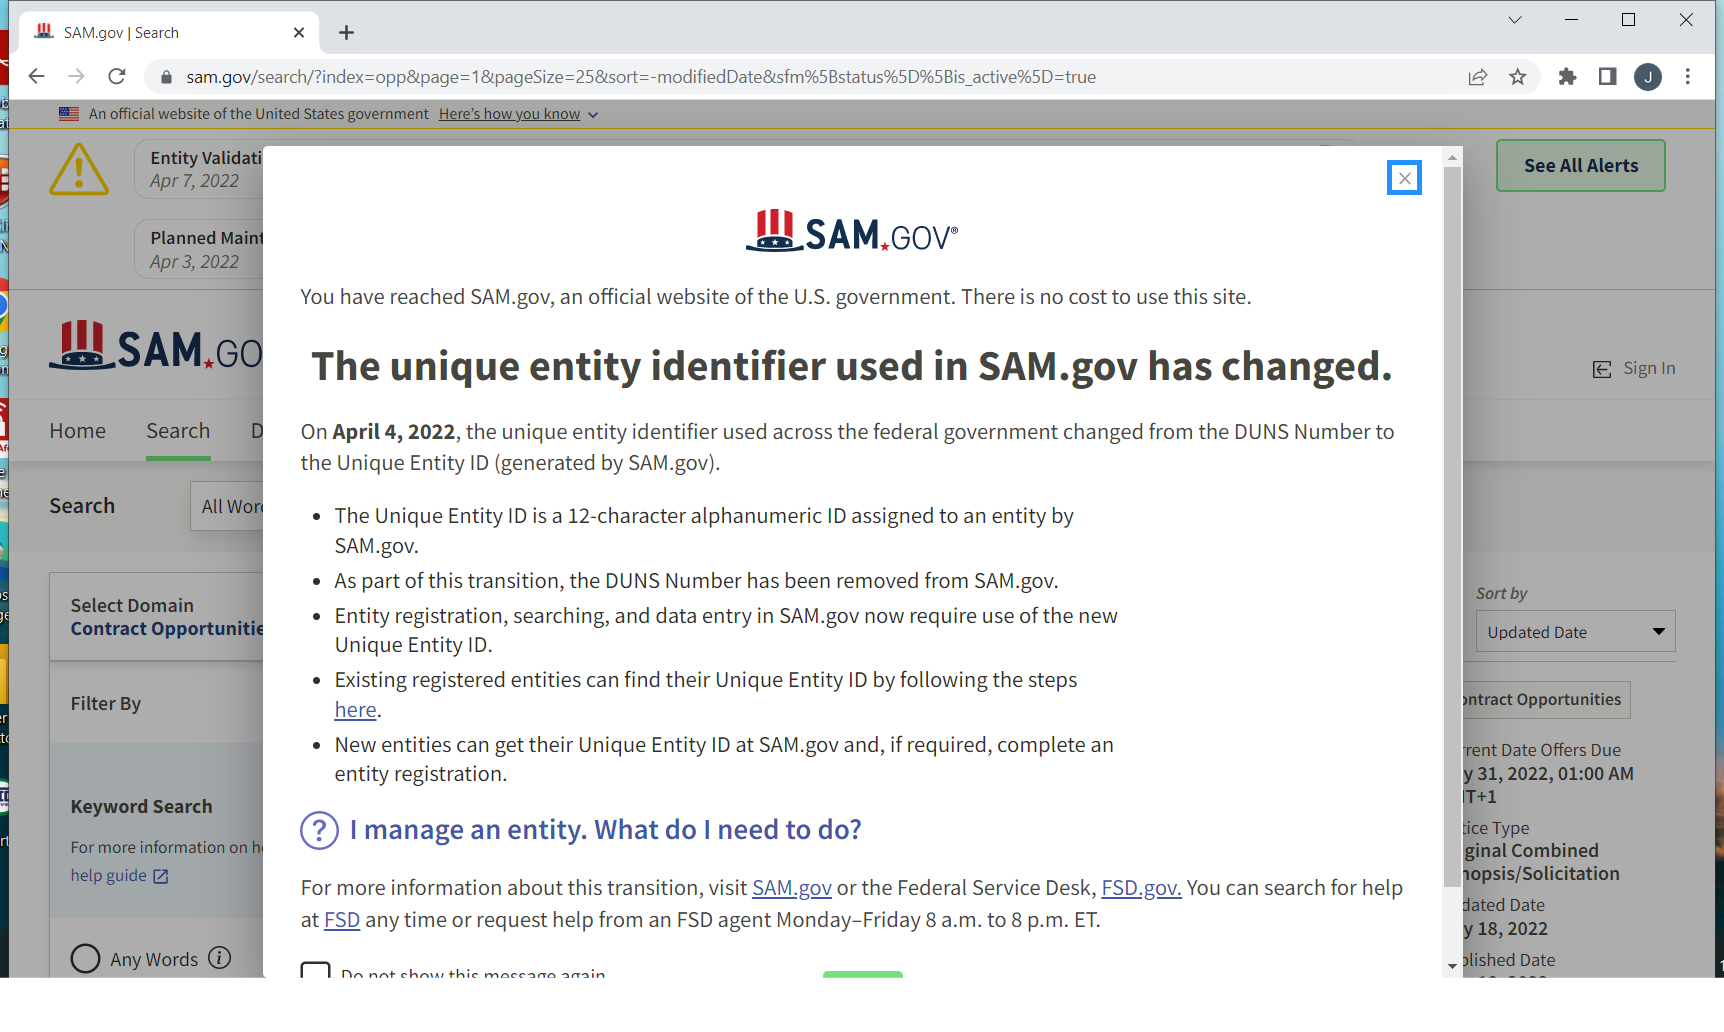 SAM.gov | Search
sam.gov/search/?index=opp&page=1&pageSize=25&sort=-modifiedDate&sfm%5Bstatus%5D%5Bis_active%5D=true
J
An official website of the United States government Here's how you know
Entity Validati
Apr 7, 2022
See All Alerts
Planned Maint
Apr 3, 2022
SAM.GO
Sign In
Home Search D
Search
All Wor
Select Domain
Contract Opportunitie
Filter By
Keyword Search
For more information on h
help guide
Any Words
SAM.GOV®
You have reached SAM.gov, an official website of the U.S. government. There is no cost to use this site.
The unique entity identifier used in SAM.gov has changed.
On April 4, 2022, the unique entity identifier used across the federal government changed from the DUNS Number to
the Unique Entity ID (generated by SAM.gov).
• The Unique Entity ID is a 12-character alphanumeric ID assigned to an entity by
SAM.gov.
• As part of this transition, the DUNS Number has been removed from SAM.gov.
• Entity registration, searching, and data entry in SAM.gov now require use of the new
Unique Entity ID.
• Existing registered entities can find their Unique Entity ID by following the steps
here.
• New entities can get their Unique Entity ID at SAM.gov and, if required, complete an
entity registration.
? I manage an entity. What do I need to do?
For more information about this transition, visit SAM.gov or the Federal Service Desk, FSD.gov. You can search for help
at FSD any time or request help from an FSD agent Monday–Friday 8 a.m. to 8 p.m. ET.
Do not show this message again
Sort by
Updated Date
ontract Opportunities
rrent Date Offers Due
y 31, 2022, 01:00 AM
T+1
tice Type
ginal Combined
nopsis/Solicitation
dated Date
y 18, 2022
blished Date